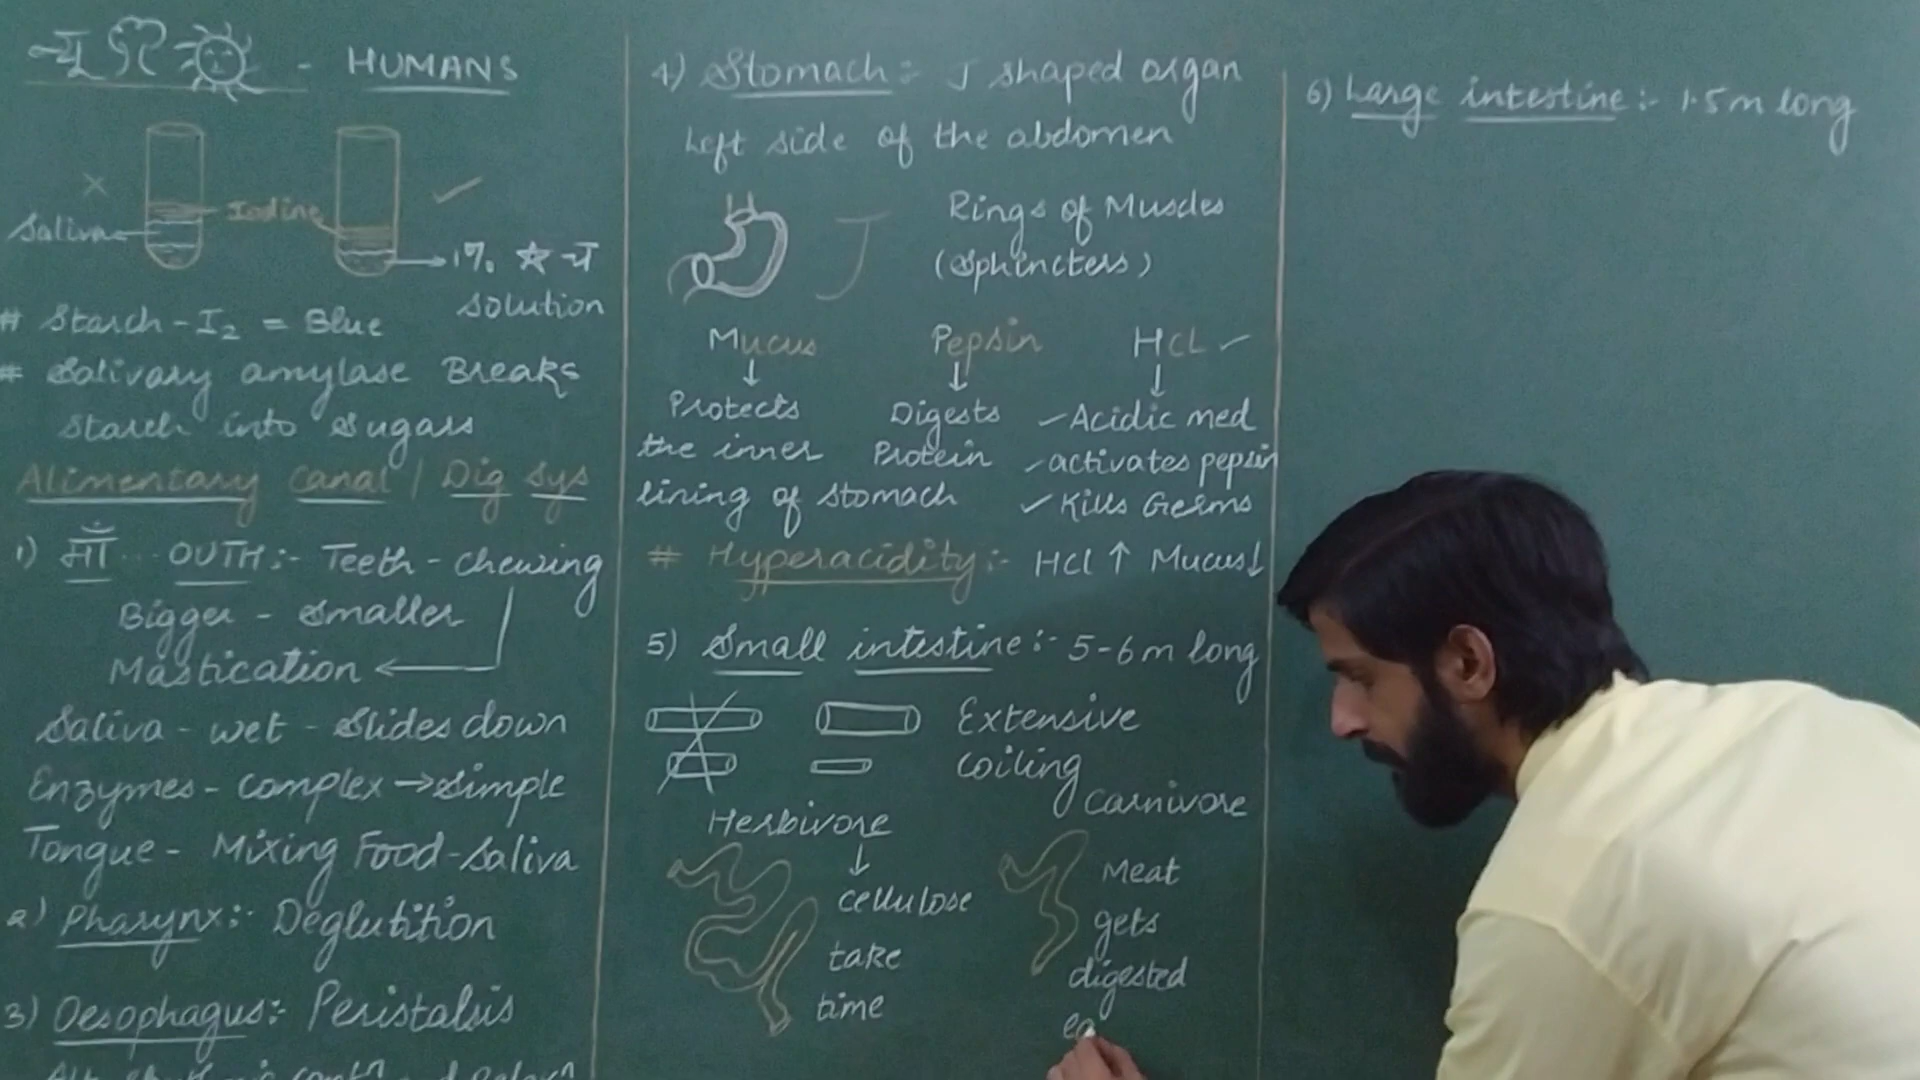 न्यू - HUMANS
Saliva
Iodine
1% ★र्च
solution
# Starch - I₂ = Blue
# Salivary amylase Breaks
starch into sugars
Alimentary Canal / Dig sys
1) माँ OUTH :- Teeth - chewing
Bigger - smaller
Mastication ←
Saliva - wet - slides down
Enzymes - complex → simple
Tongue - Mixing Food - Saliva
2) Pharynx :- Deglutition
3) Oesophagus :- Peristalsis
4) Stomach :- J shaped organ
Left side of the abdomen
J
Rings of Muscles
(Sphincters)
Mucus
↓
Protects
the inner
lining of stomach
Pepsin
↓
Digests
Protein
HCL ✓
↓
✓ Acidic med
✓ activates pepsin
✓ Kills Germs
# Hyperacidity :- HCl ↑ Mucus ↓
5) Small intestine :- 5-6m long
Extensive
coiling
Herbivore
↓
cellulose
take
time
Carnivore
Meat
gets
digested
ea
6) Large intestine :- 1.5m long